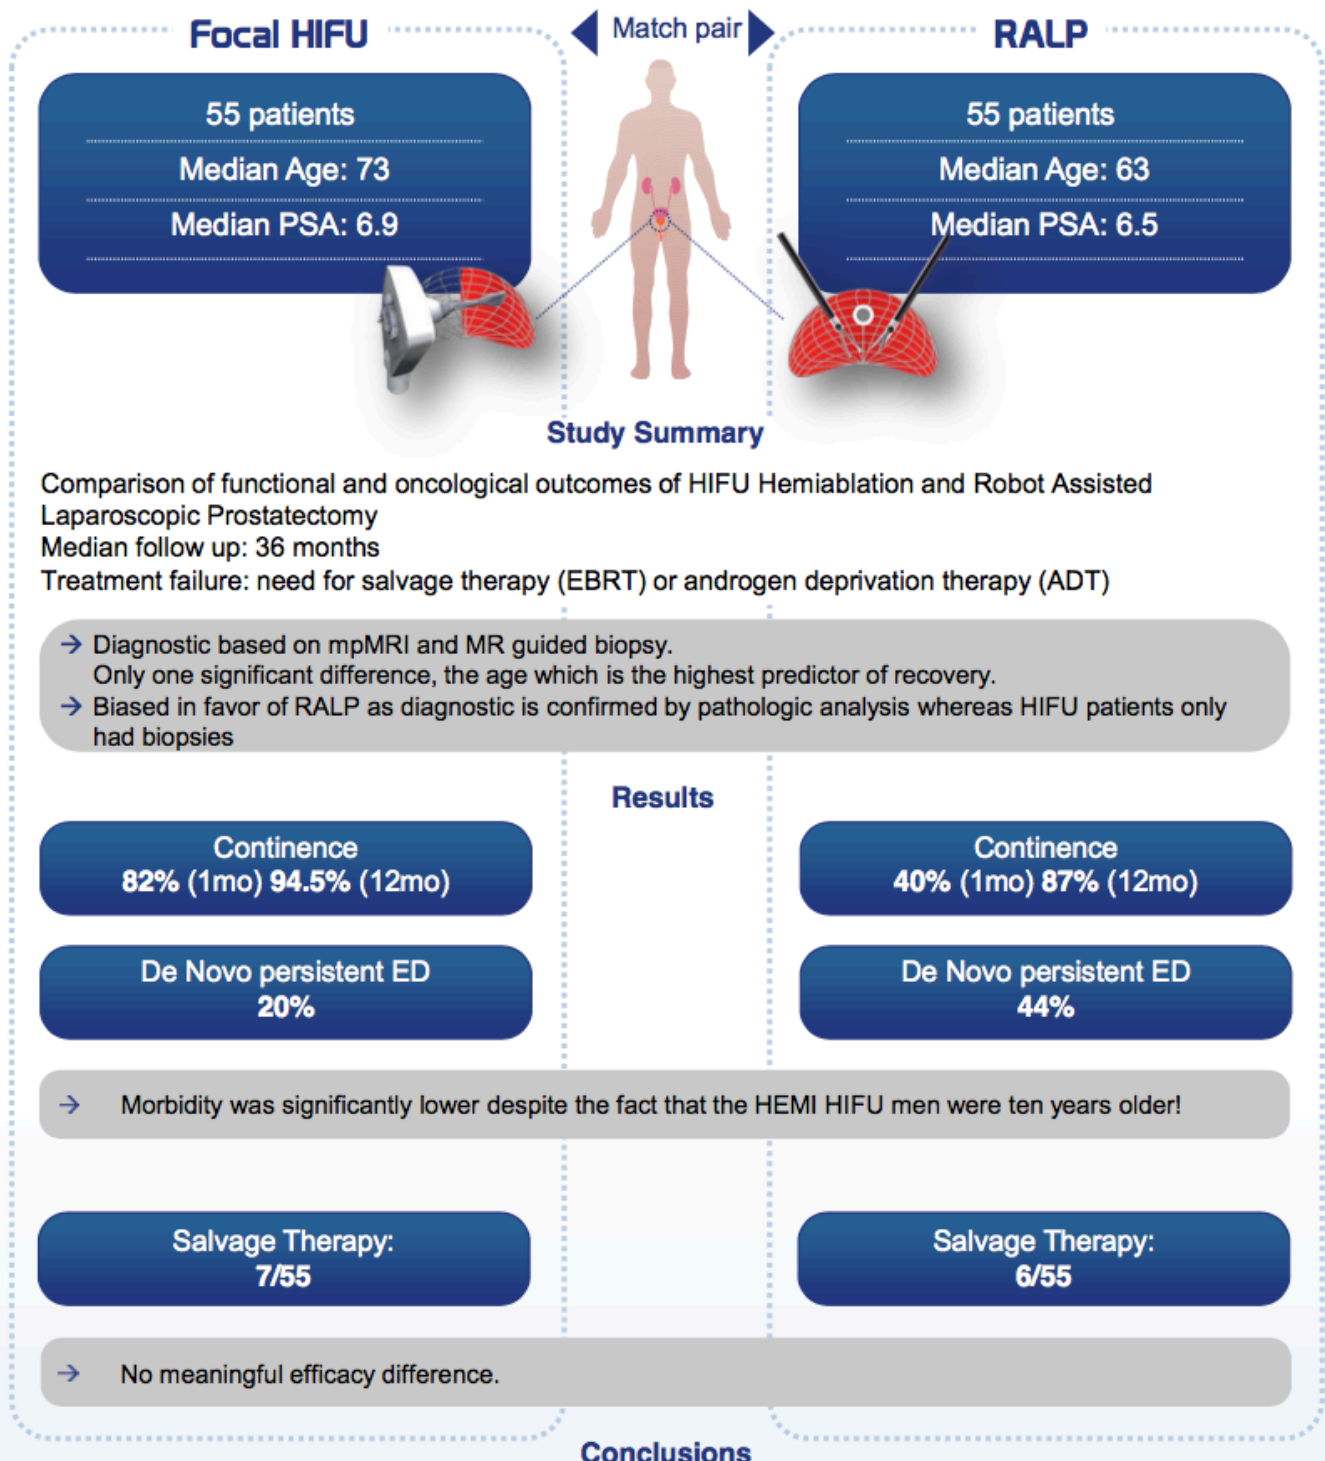 Focal HIFU
Match pair
RALP
55 patients
Median Age: 73
Median PSA: 6.9
55 patients
Median Age: 63
Median PSA: 6.5
Study Summary
Comparison of functional and oncological outcomes of HIFU Hemiablation and Robot Assisted
Laparoscopic Prostatectomy
Median follow up: 36 months
Treatment failure: need for salvage therapy (EBRT) or androgen deprivation therapy (ADT)
→ Diagnostic based on mpMRI and MR guided biopsy.
Only one significant difference, the age which is the highest predictor of recovery.
→ Biased in favor of RALP as diagnostic is confirmed by pathologic analysis whereas HIFU patients only
had biopsies
Results
Continence
82% (1mo) 94.5% (12mo)
Continence
40% (1mo) 87% (12mo)
De Novo persistent ED
20%
De Novo persistent ED
44%
→ Morbidity was significantly lower despite the fact that the HEMI HIFU men were ten years older!
Salvage Therapy:
7/55
Salvage Therapy:
6/55
→ No meaningful efficacy difference.
Conclusions